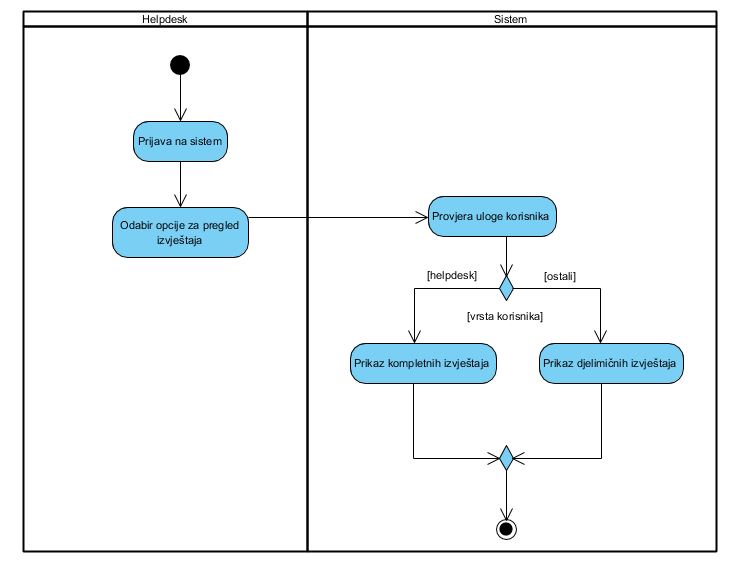 Helpdesk
Sistem
Prijava na sistem
Odabir opcije za pregled
izvještaja
Provjera uloge korisnika
[helpdesk]
[ostali]
[vrsta korisnika]
Prikaz kompletnih izvještaja
Prikaz djelimičnih izvještaja